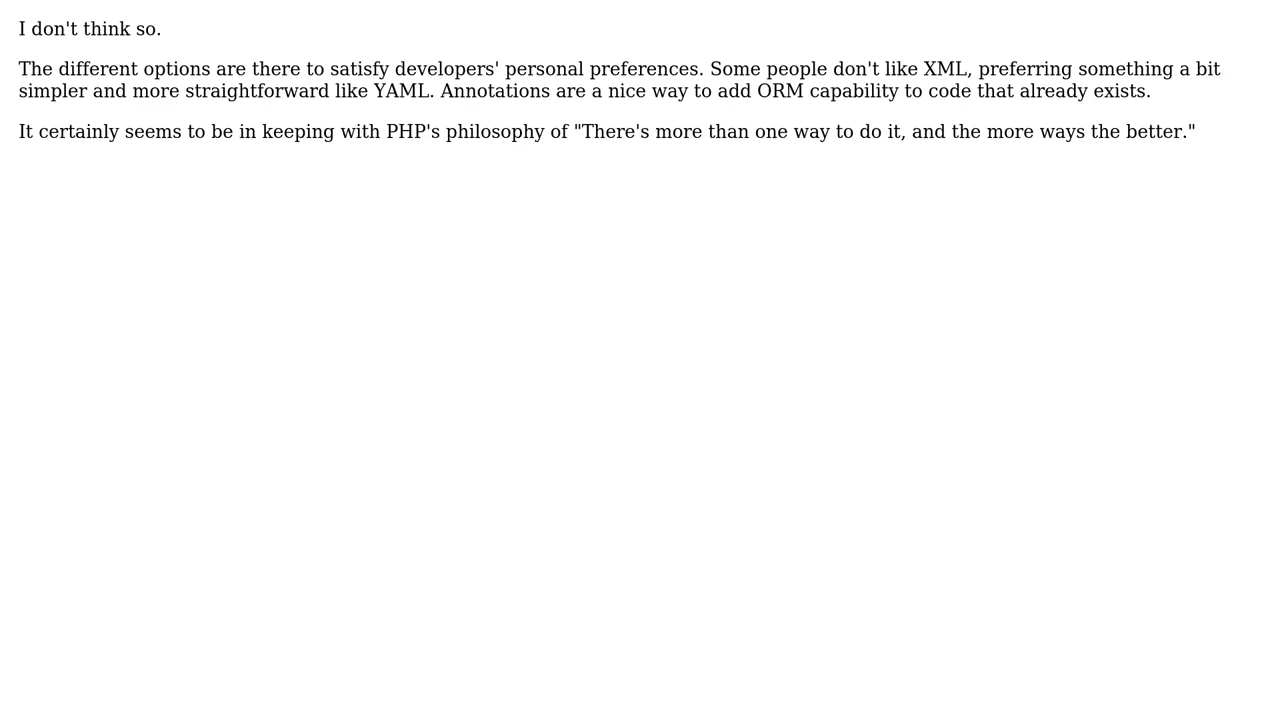 I don't think so.
The different options are there to satisfy developers' personal preferences. Some people don't like XML, preferring something a bit
simpler and more straightforward like YAML. Annotations are a nice way to add ORM capability to code that already exists.
It certainly seems to be in keeping with PHP's philosophy of "There's more than one way to do it, and the more ways the better."